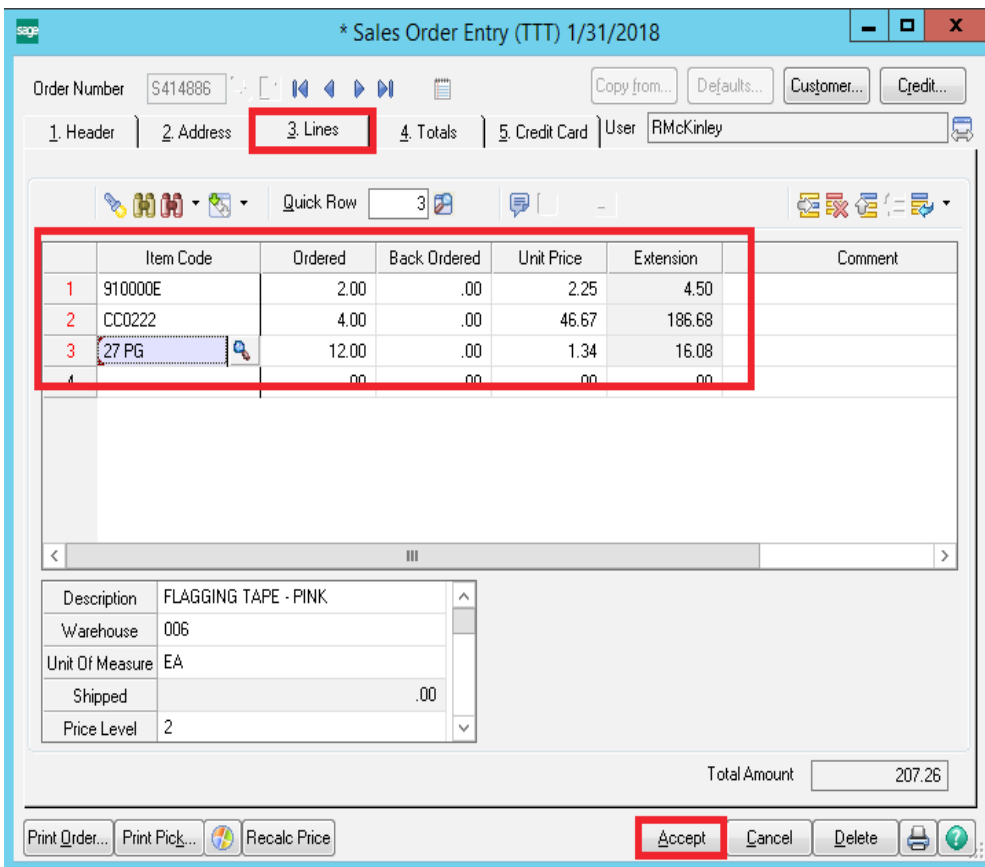 sage
* Sales Order Entry (TTT) 1/31/2018
Order Number S414886 Copy from... Defaults... Customer... Credit...
1. Header 2. Address 3. Lines 4. Totals 5. Credit Card User RMcKinley
Quick Row 3
Item Code Ordered Back Ordered Unit Price Extension Comment
1 910000E 2.00 .00 2.25 4.50
2 CC0222 4.00 .00 46.67 186.68
3 27 PG 12.00 .00 1.34 16.08
4 .00 .00 .00 .00
Description FLAGGING TAPE - PINK
Warehouse 006
Unit Of Measure EA
Shipped .00
Price Level 2
Total Amount 207.26
Print Order... Print Pick... Recalc Price Accept Cancel Delete